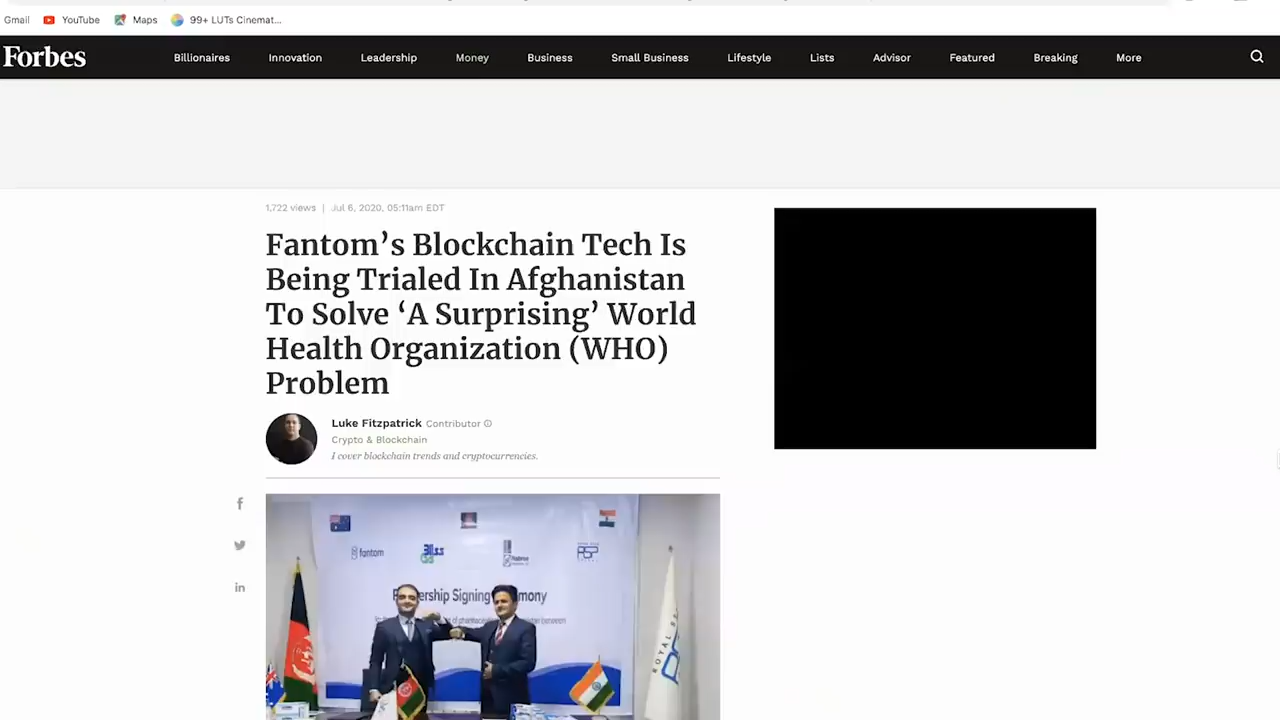 Gmail YouTube Maps 99+ LUTs Cinemat...
Forbes Billionaires Innovation Leadership Money Business Small Business Lifestyle Lists Advisor Featured Breaking More
1,722 views | Jul 6, 2020, 05:11am EDT
Fantom’s Blockchain Tech Is
Being Trialed In Afghanistan
To Solve ‘A Surprising’ World
Health Organization (WHO)
Problem
Luke Fitzpatrick Contributor
Crypto & Blockchain
I cover blockchain trends and cryptocurrencies.
fantom
ership Signing mony
ROYAL